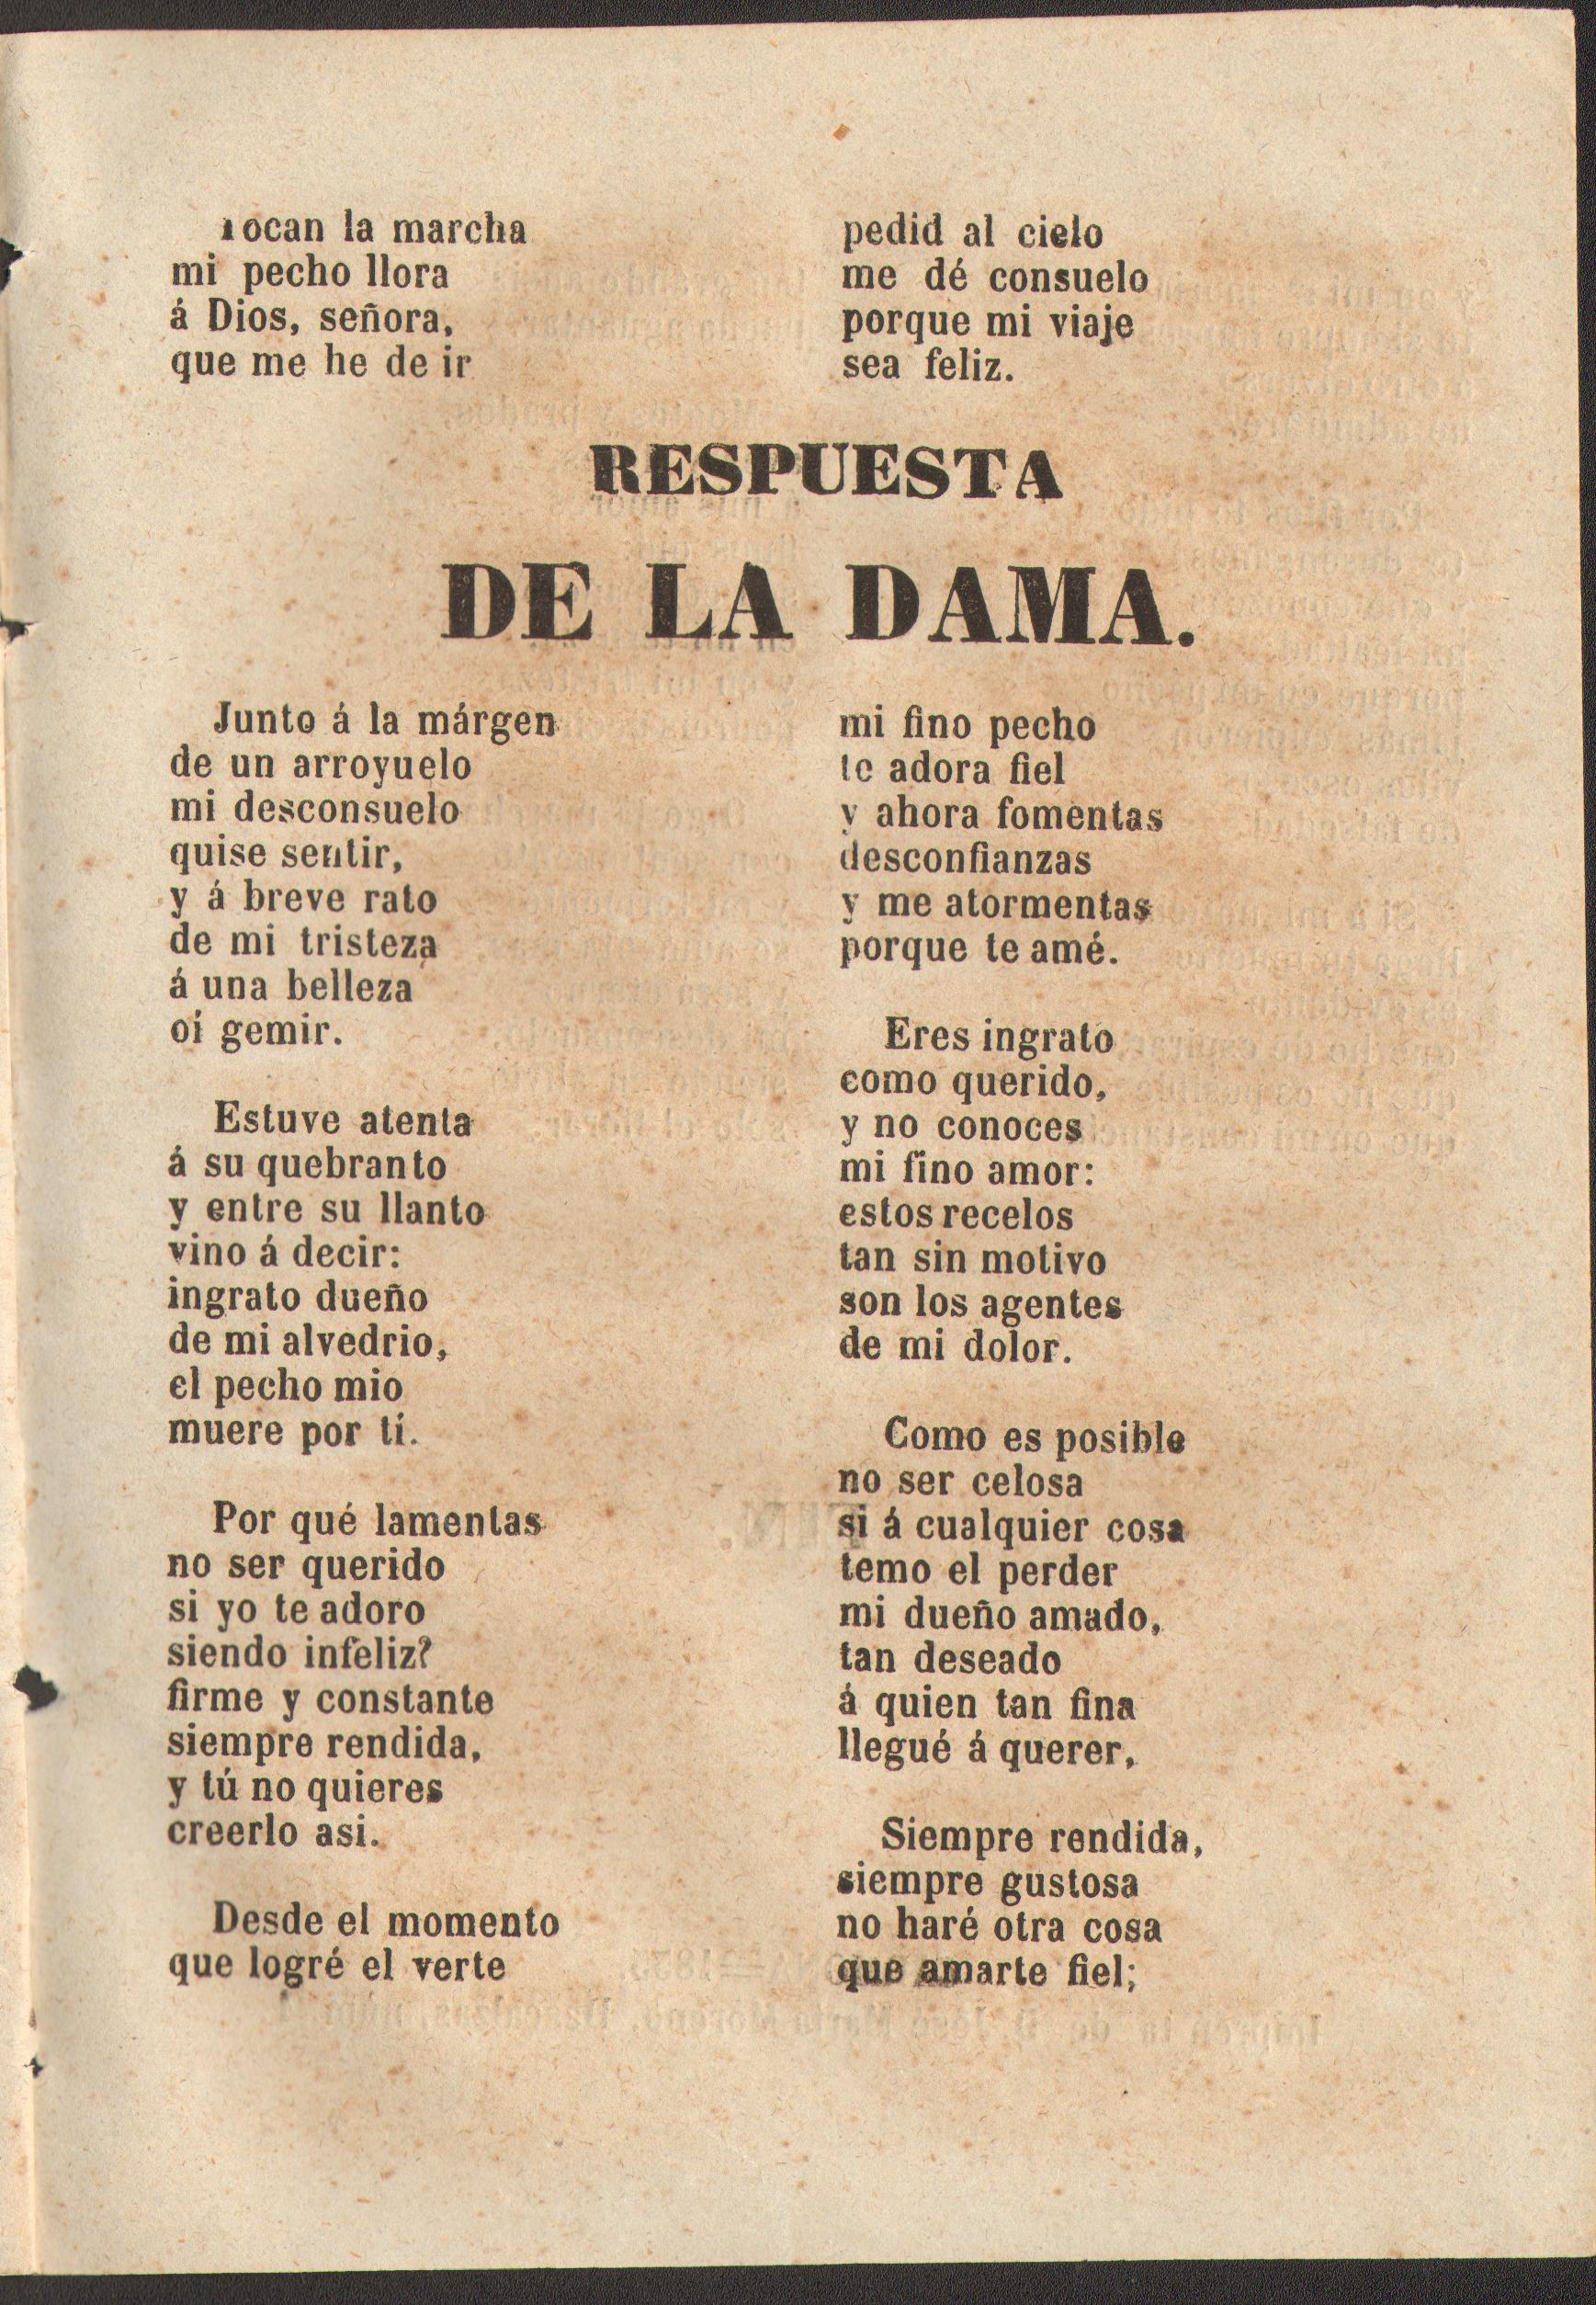 Tocan la marcha
mi pecho llora
á Dios, señora,
que me he de ir
pedid al cielo
me dé consuelo
porque mi viaje
sea feliz.
RESPUESTA
DE LA DAMA.
Junto á la márgen
de un arroyuelo
mi desconsuelo
quise sentir,
y á breve rato
de mi tristeza
á una belleza
oí gemir.
Estuve atenta
á su quebranto
y entre su llanto
vino á decir:
ingrato dueño
de mi alvedrio,
el pecho mio
muere por tí.
Por qué lamentas
no ser querido
si yo te adoro
siendo infeliz?
firme y constante
siempre rendida,
y tú no quieres
creerlo asi.
Desde el momento
que logré el verte
mi fino pecho
te adora fiel
y ahora fomentas
desconfianzas
y me atormentas
porque te amé.
Eres ingrato
como querido,
y no conoces
mi fino amor:
estos recelos
tan sin motivo
son los agentes
de mi dolor.
Como es posible
no ser celosa
si á cualquier cosa
temo el perder
mi dueño amado,
tan deseado
á quien tan fina
llegué á querer,
Siempre rendida,
siempre gustosa
no haré otra cosa
que amarte fiel;